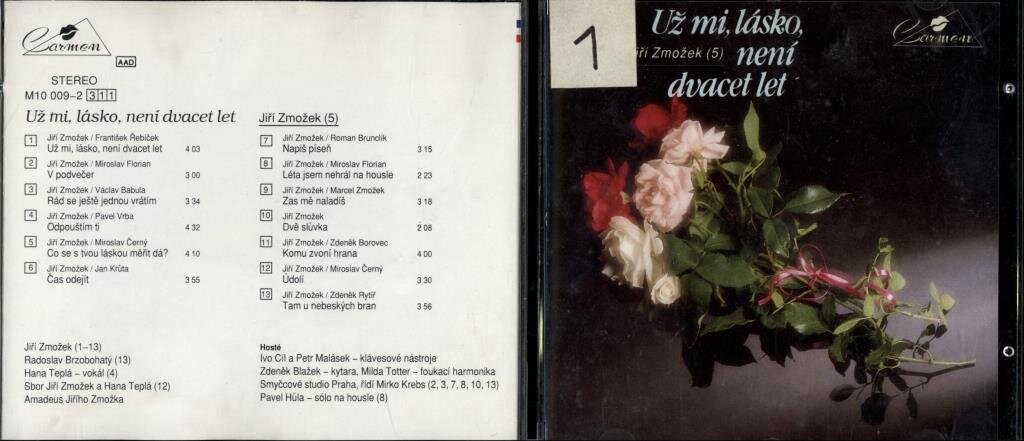 Carmen
AAD
STEREO
M10 009–2 311
Už mi, lásko, není dvacet let
1 Jiří Zmožek / František Řebíček
Už mi, lásko, není dvacet let 4 03
2 Jiří Zmožek / Miroslav Florian
V podvečer 3 00
3 Jiří Zmožek / Václav Babula
Rád se ještě jednou vrátím 3 34
4 Jiří Zmožek / Pavel Vrba
Odpouštím ti 4 32
5 Jiří Zmožek / Miroslav Černý
Co se s tvou láskou měřit dá? 4 10
6 Jiří Zmožek / Jan Krůta
Čas odejít 3 55
Jiří Zmožek (5)
7 Jiří Zmožek / Roman Brunclík
Napiš píseň 3 15
8 Jiří Zmožek / Miroslav Florian
Léta jsem nehrál na housle 2 23
9 Jiří Zmožek / Marcel Zmožek
Zas mě naladíš 3 18
10 Jiří Zmožek
Dvě slůvka 2 08
11 Jiří Zmožek / Zdeněk Borovec
Komu zvoní hrana 4 00
12 Jiří Zmožek / Miroslav Černý
Údolí 3 30
13 Jiří Zmožek / Zdeněk Rytíř
Tam u nebeských bran 3 56
Jiří Zmožek (1–13)
Radoslav Brzobohatý (13)
Hana Teplá – vokál (4)
Sbor Jiří Zmožek a Hana Teplá (12)
Amadeus Jiřího Zmožka
Hosté
Ivo Cíl a Petr Malásek – klávesové nástroje
Zdeněk Blažek – kytara, Milda Totter – foukací harmonika
Smyčcové studio Praha, řídí Mirko Krebs (2, 3, 7, 8, 10, 13)
Pavel Hůla – sólo na housle (8)
1
Už mi, lásko,
iří Zmožek (5) není
dvacet let
Carmen